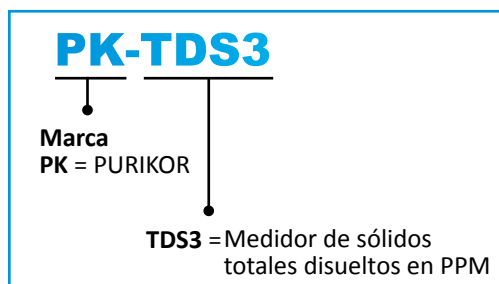 PK-TDS3
Marca
PK = PURIKOR
TDS3 = Medidor de sólidos
totales disueltos en PPM